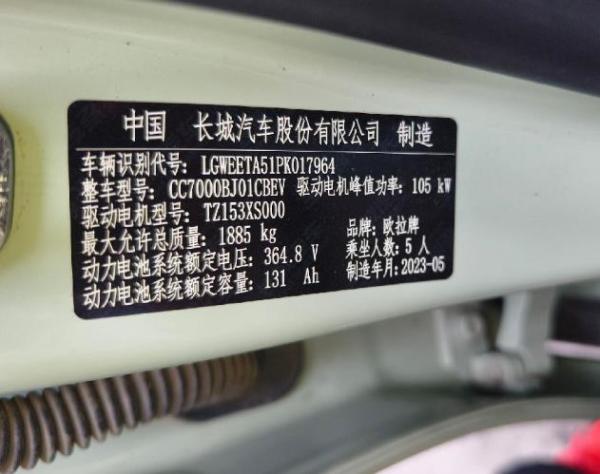 中国 长城汽车股份有限公司 制造
车辆识别代号: LGWEETA51PK017964
整车型号: CC7000BJ01CBEV 驱动电机峰值功率: 105 kW
驱动电机型号: TZ153XS000 品牌: 欧拉牌
最大允许总质量: 1885 kg 乘坐人数: 5 人
动力电池系统额定电压: 364.8 V 制造年月: 2023-05
动力电池系统额定容量: 131 Ah